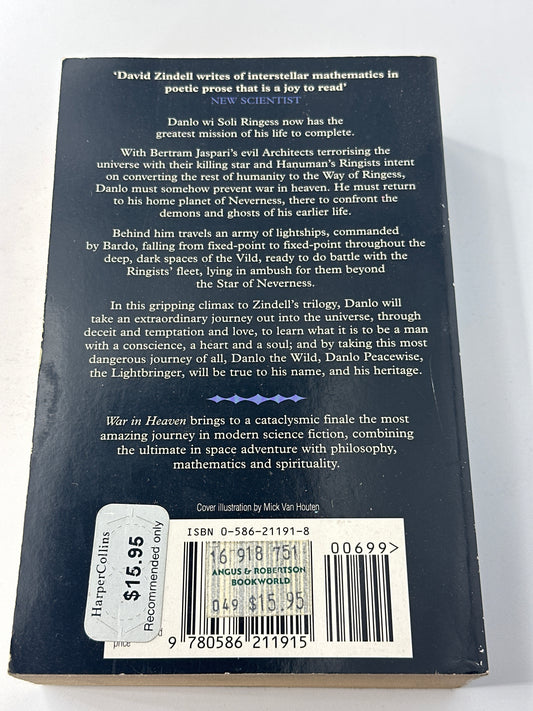 ‘David Zindell writes of interstellar mathematics in
poetic prose that is a joy to read’
NEW SCIENTIST
Danlo wi Soli Ringess now has the
greatest mission of his life to complete.
With Bertram Jaspari’s evil Architects terrorising the
universe with their killing star and Hanuman’s Ringists intent
on converting the rest of humanity to the Way of Ringess,
Danlo must somehow prevent war in heaven. He must return
to his home planet of Neverness, there to confront the
demons and ghosts of his earlier life.
Behind him travels an army of lightships, commanded
by Bardo, falling from fixed-point to fixed-point throughout the
deep, dark spaces of the Vild, ready to do battle with the
Ringists’ fleet, lying in ambush for them beyond
the Star of Neverness.
In this gripping climax to Zindell’s trilogy, Danlo will
take an extraordinary journey out into the universe, through
deceit and temptation and love, to learn what it is to be a man
with a conscience, a heart and a soul; and by taking this most
dangerous journey of all, Danlo the Wild, Danlo Peacewise,
the Lightbringer, will be true to his name, and his heritage.
War in Heaven brings to a cataclysmic finale the most
amazing journey in modern science fiction, combining
the ultimate in space adventure with philosophy,
mathematics and spirituality.
Cover illustration by Mick Van Houten
HarperCollins
$15.95
Recommended only
ISBN 0-586-21191-8
16 918 751
ANGUS & ROBERTSON
BOOKWORLD
049 $15.95
00699>
price
9 780586 211915